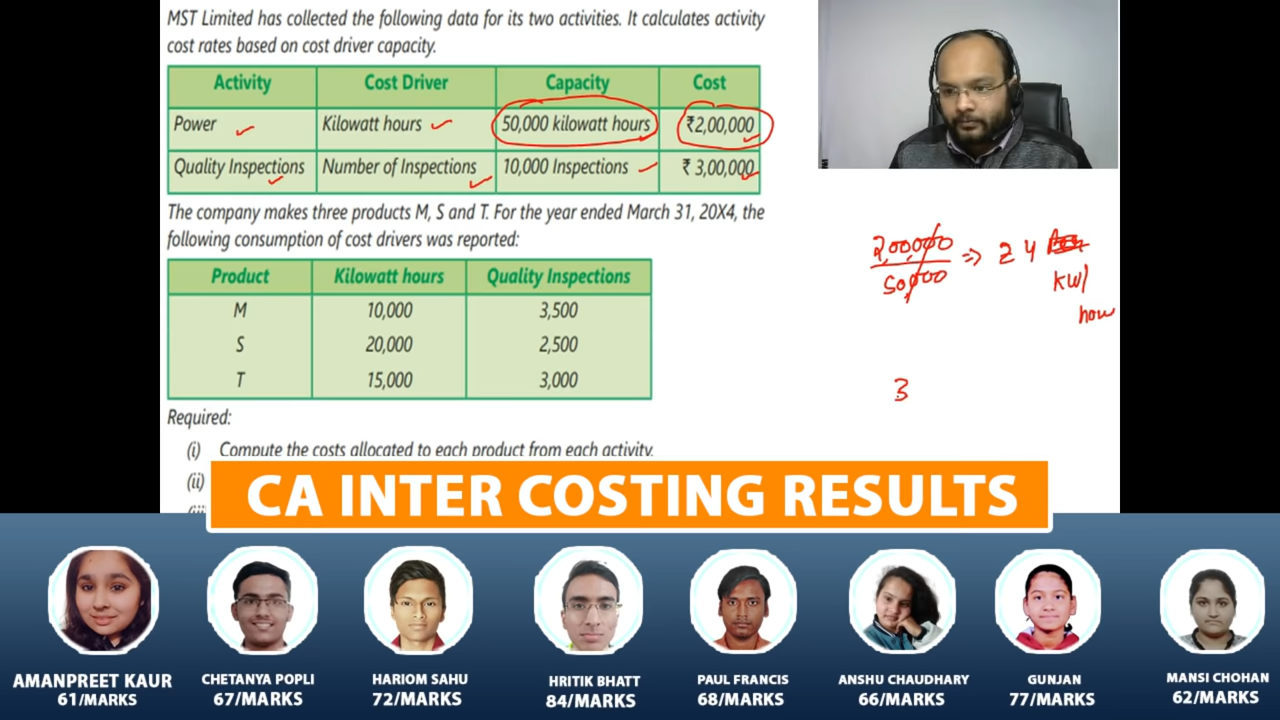 MST Limited has collected the following data for its two activities. It calculates activity
cost rates based on cost driver capacity.
Activity Cost Driver Capacity Cost
Power Kilowatt hours 50,000 kilowatt hours ₹2,00,000
Quality Inspections Number of Inspections 10,000 Inspections ₹ 3,00,000
The company makes three products M, S and T. For the year ended March 31, 20X4, the
following consumption of cost drivers was reported:
Product Kilowatt hours Quality Inspections
M 10,000 3,500
S 20,000 2,500
T 15,000 3,000
Required:
(i) Compute the costs allocated to each product from each activity.
(ii)
2,00,000
50,000
=> 24
KW/
hour
3
CA INTER COSTING RESULTS
AMANPREET KAUR
61/MARKS
CHETANYA POPLI
67/MARKS
HARIOM SAHU
72/MARKS
HRITIK BHATT
84/MARKS
PAUL FRANCIS
68/MARKS
ANSHU CHAUDHARY
66/MARKS
GUNJAN
77/MARKS
MANSI CHOHAN
62/MARKS